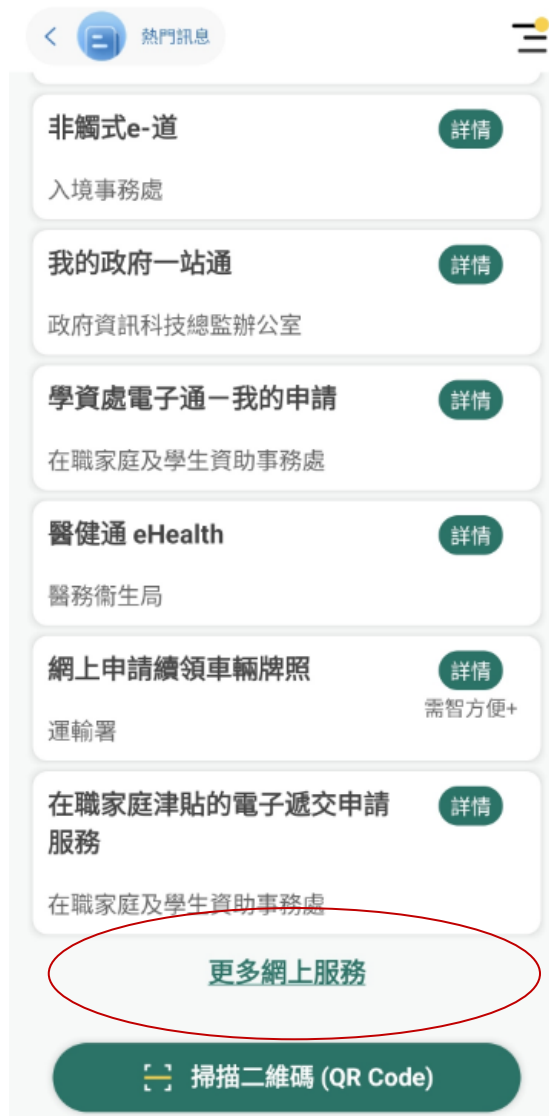 熱門訊息
非觸式e-道
詳情
入境事務處
我的政府一站通
詳情
政府資訊科技總監辦公室
學資處電子通－我的申請
詳情
在職家庭及學生資助事務處
醫健通 eHealth
詳情
醫務衞生局
網上申請續領車輛牌照
詳情
需智方便+
運輸署
在職家庭津貼的電子遞交申請
服務
詳情
在職家庭及學生資助事務處
更多網上服務
掃描二維碼 (QR Code)